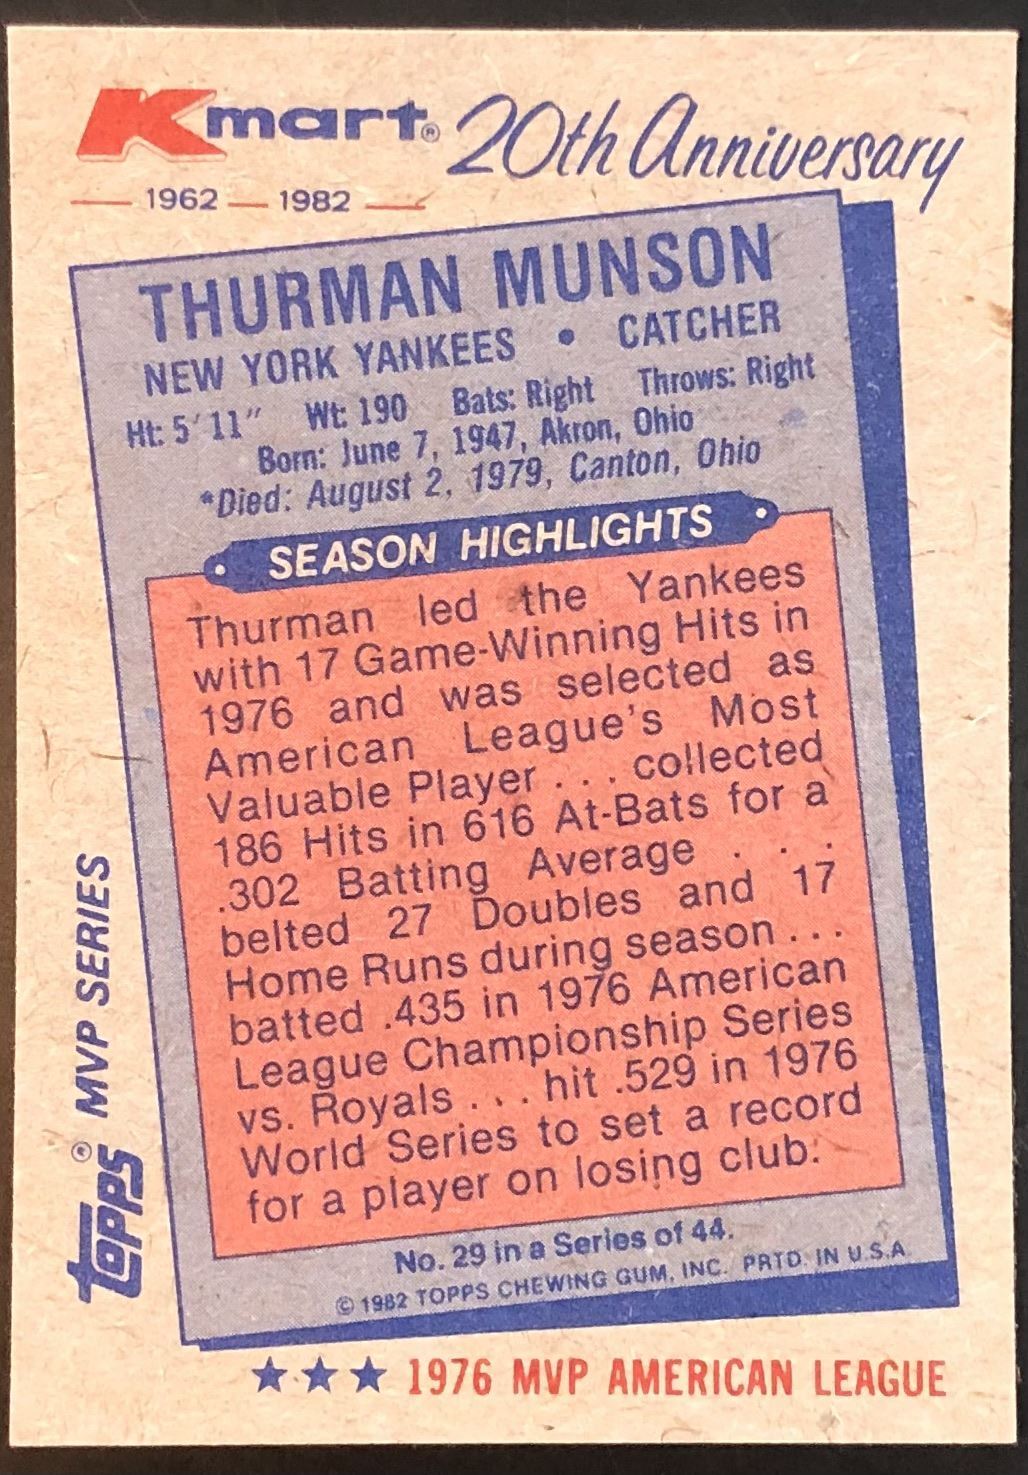 Kmart® 20th Anniversary
1962 — 1982
THURMAN MUNSON
NEW YORK YANKEES • CATCHER
Ht: 5'11" Wt: 190 Bats: Right Throws: Right
Born: June 7, 1947, Akron, Ohio
*Died: August 2, 1979, Canton, Ohio
SEASON HIGHLIGHTS
Thurman led the Yankees
with 17 Game-Winning Hits in
1976 and was selected as
American League's Most
Valuable Player . . . collected
186 Hits in 616 At-Bats for a
.302 Batting Average . . .
belted 27 Doubles and 17
Home Runs during season . . .
batted .435 in 1976 American
League Championship Series
vs. Royals . . . hit .529 in 1976
World Series to set a record
for a player on losing club.
No. 29 in a Series of 44.
© 1982 TOPPS CHEWING GUM, INC. PRTD. IN U.S.A.
topps® MVP SERIES
★★★ 1976 MVP AMERICAN LEAGUE